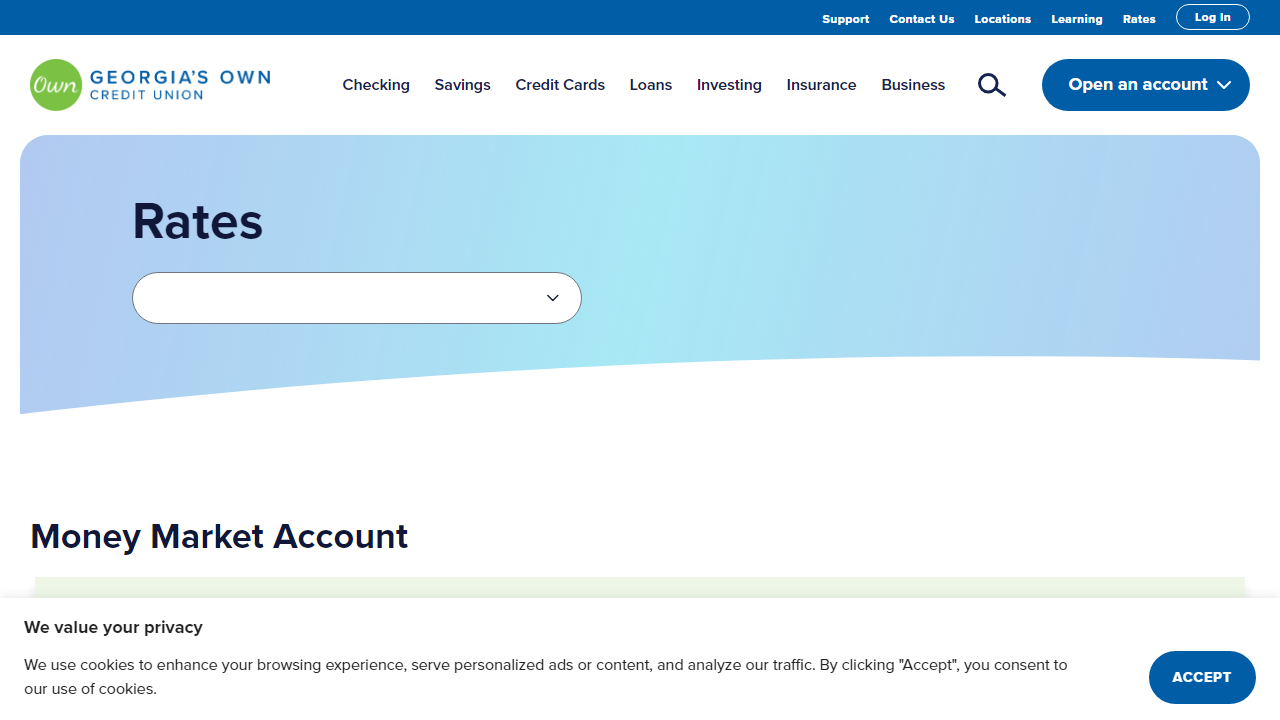 Support Contact Us Locations Learning Rates Log In
Own GEORGIA'S OWN
CREDIT UNION
Checking Savings Credit Cards Loans Investing Insurance Business Open an account
Rates
Money Market Account
We value your privacy
We use cookies to enhance your browsing experience, serve personalized ads or content, and analyze our traffic. By clicking "Accept", you consent to
our use of cookies.
ACCEPT